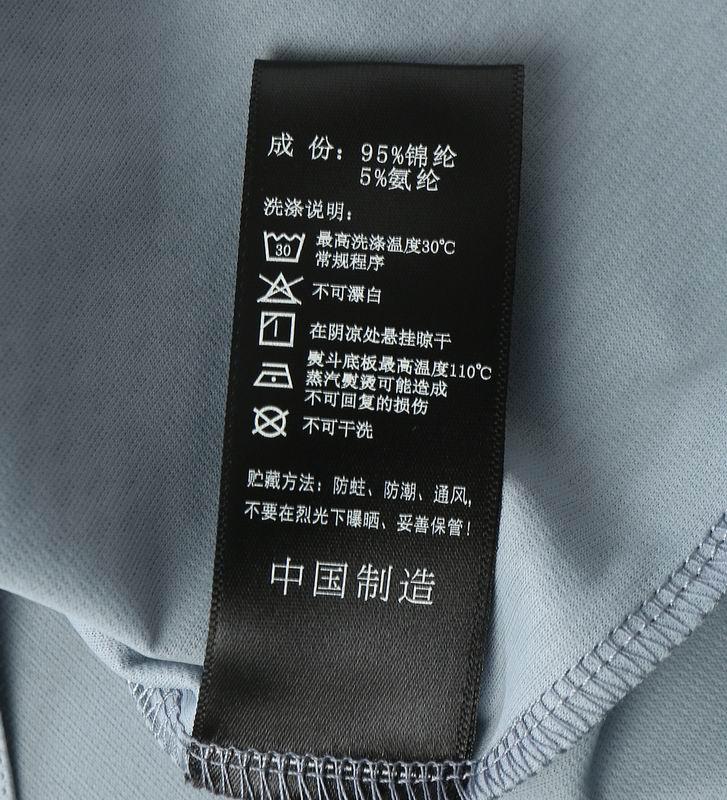 成 份：95%锦纶
5%氨纶
洗涤说明：
30
最高洗涤温度30℃
常规程序
不可漂白
在阴凉处悬挂晾干
熨斗底板最高温度110℃
蒸汽熨烫可能造成
不可回复的损伤
不可干洗
贮藏方法：防蛀、防潮、通风，
不要在烈光下曝晒、妥善保管！
中国制造